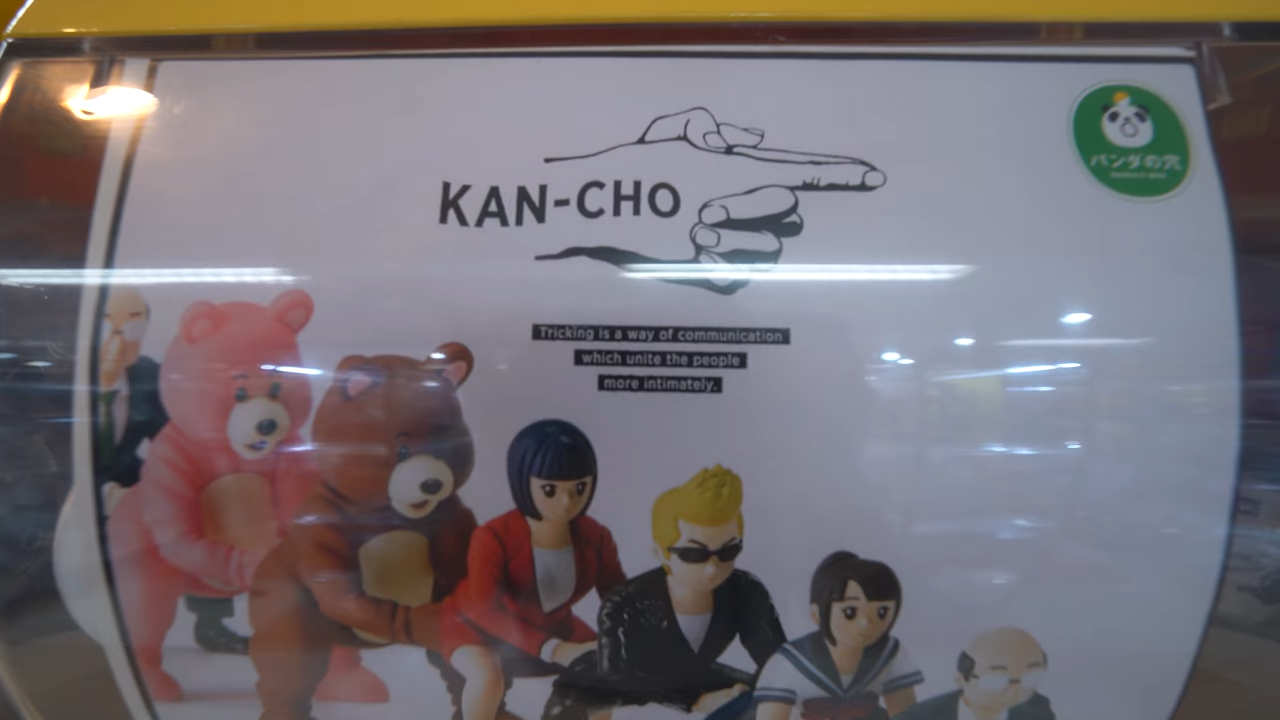 パンダの穴
KAN-CHO
Tricking is a way of communication
which unite the people
more intimately.